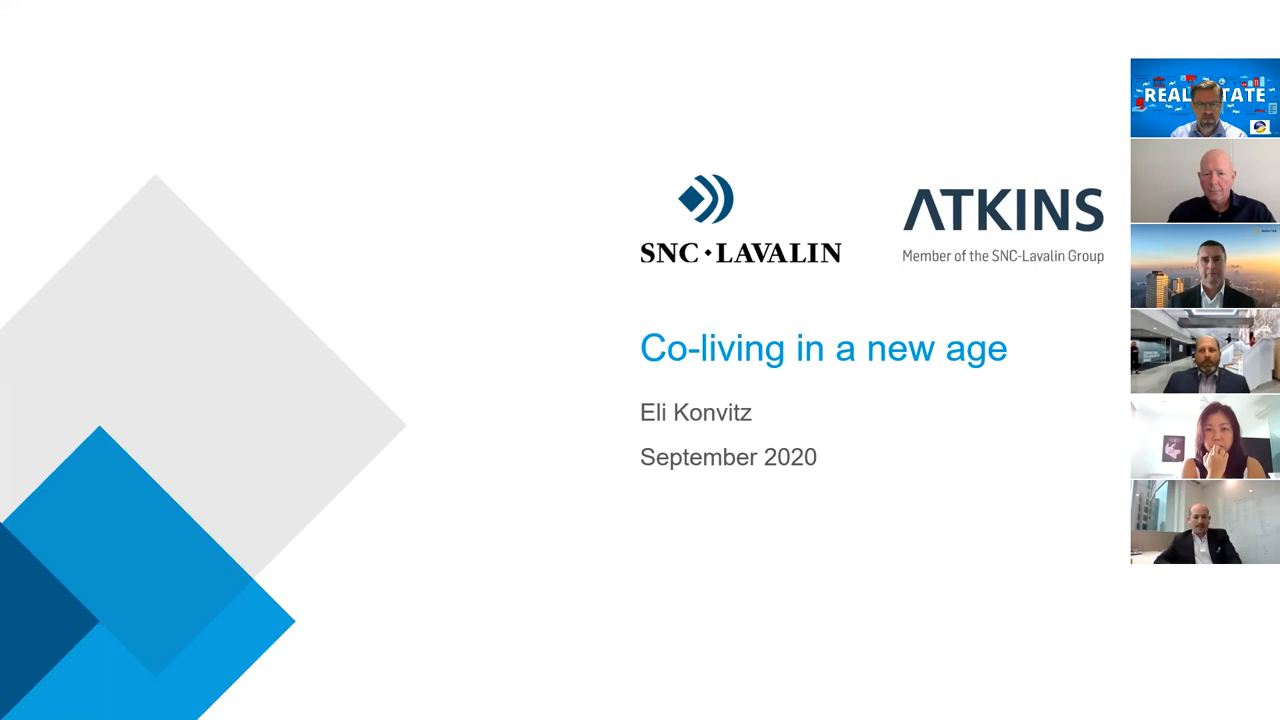 SNC·LAVALIN
ATKINS
Member of the SNC-Lavalin Group
Co-living in a new age
Eli Konvitz
September 2020
REAL TATE